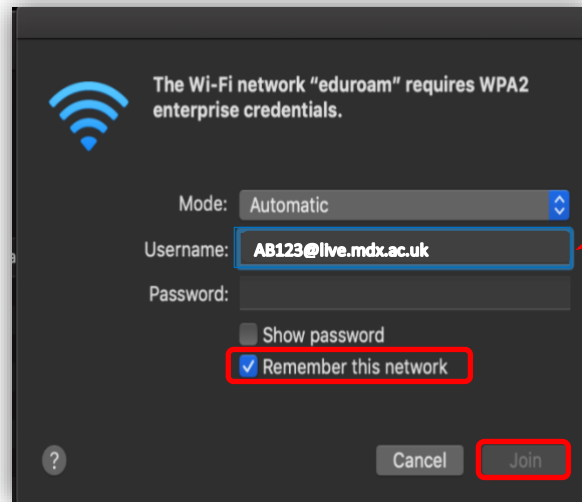 The Wi-Fi network “eduroam” requires WPA2
enterprise credentials.
Mode: Automatic
Username: AB123@live.mdx.ac.uk
Password:
Show password
Remember this network
? Cancel Join